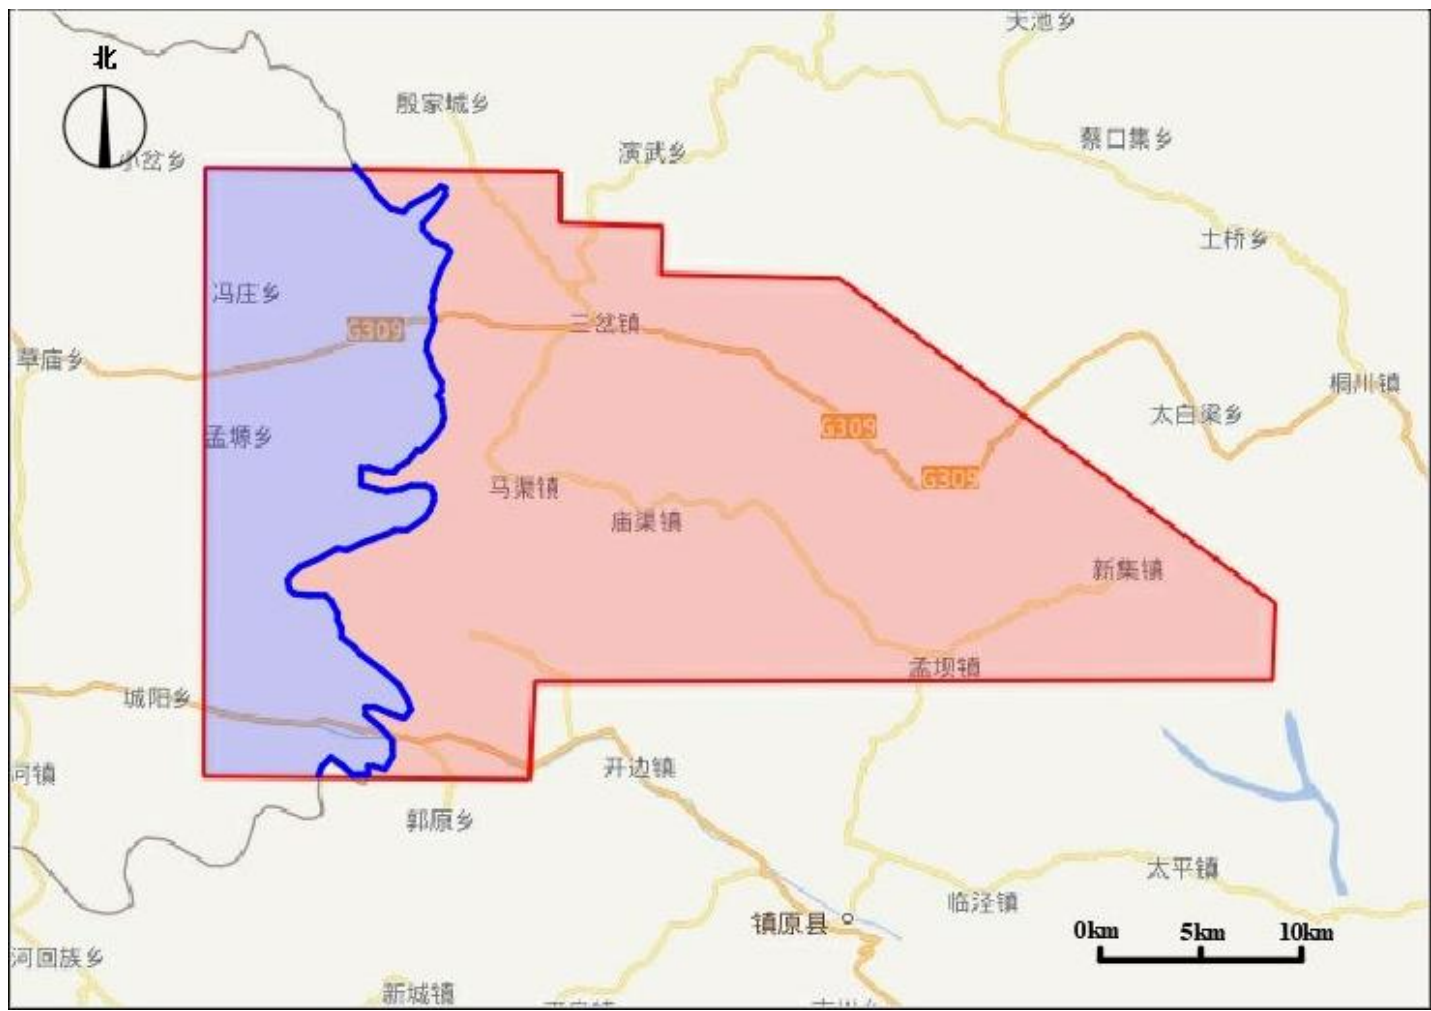 天池乡
北
殷家城乡
蔡口集乡
演武乡
小岔乡
土桥乡
冯庄乡
三岔镇
G309
草庙乡
桐川镇
太白梁乡
G309
孟塬乡
G309
马渠镇
庙渠镇
新集镇
孟坝镇
城阳乡
开边镇
河镇
郭原乡
太平镇
临泾镇
镇原县
0km 5km 10km
河回族乡
新城镇